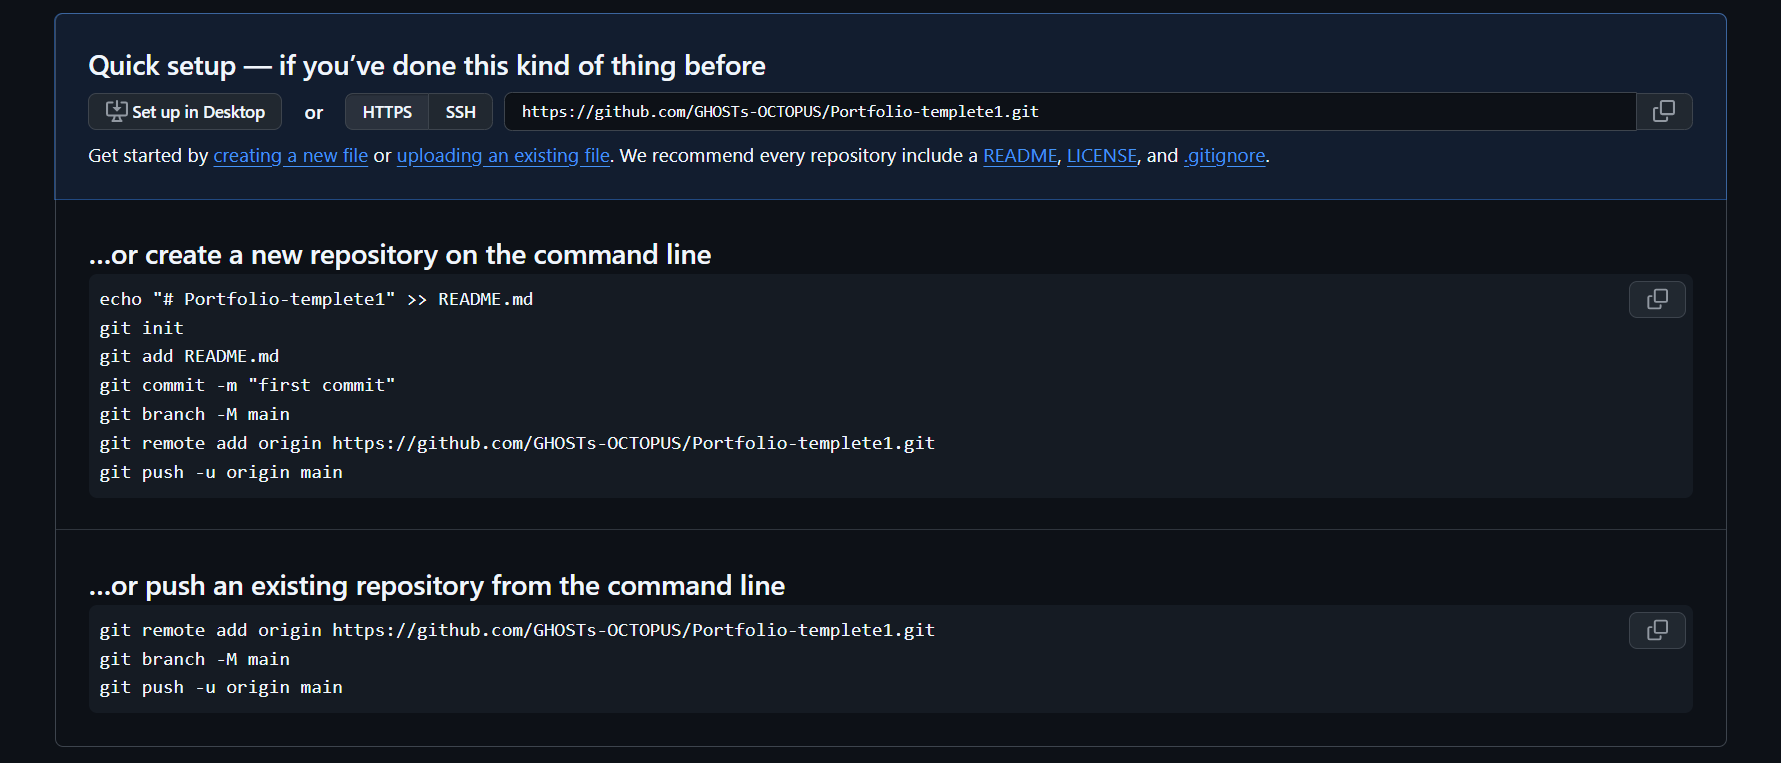 Quick setup — if you’ve done this kind of thing before
Set up in Desktop or HTTPS SSH https://github.com/GHOSTs-OCTOPUS/Portfolio-templete1.git
Get started by creating a new file or uploading an existing file. We recommend every repository include a README, LICENSE, and .gitignore.
…or create a new repository on the command line
echo "# Portfolio-templete1" >> README.md
git init
git add README.md
git commit -m "first commit"
git branch -M main
git remote add origin https://github.com/GHOSTs-OCTOPUS/Portfolio-templete1.git
git push -u origin main
…or push an existing repository from the command line
git remote add origin https://github.com/GHOSTs-OCTOPUS/Portfolio-templete1.git
git branch -M main
git push -u origin main